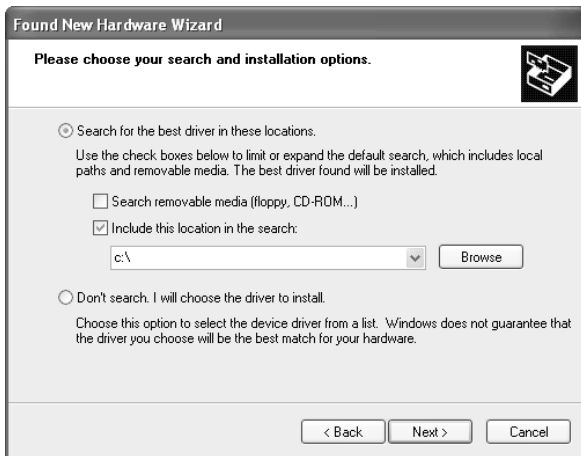 Found New Hardware Wizard
Please choose your search and installation options.
Search for the best driver in these locations.
Use the check boxes below to limit or expand the default search, which includes local
paths and removable media. The best driver found will be installed.
Search removable media (floppy, CD-ROM...)
Include this location in the search:
c:\
Browse
Don't search. I will choose the driver to install.
Choose this option to select the device driver from a list. Windows does not guarantee that
the driver you choose will be the best match for your hardware.
< Back Next > Cancel